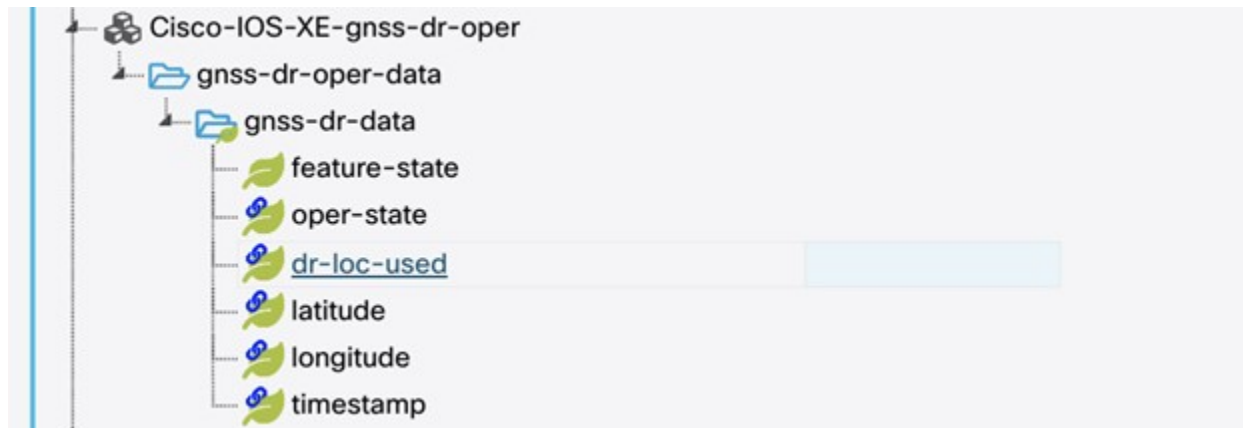 Cisco-IOS-XE-gnss-dr-oper
gnss-dr-oper-data
gnss-dr-data
feature-state
oper-state
dr-loc-used
latitude
longitude
timestamp